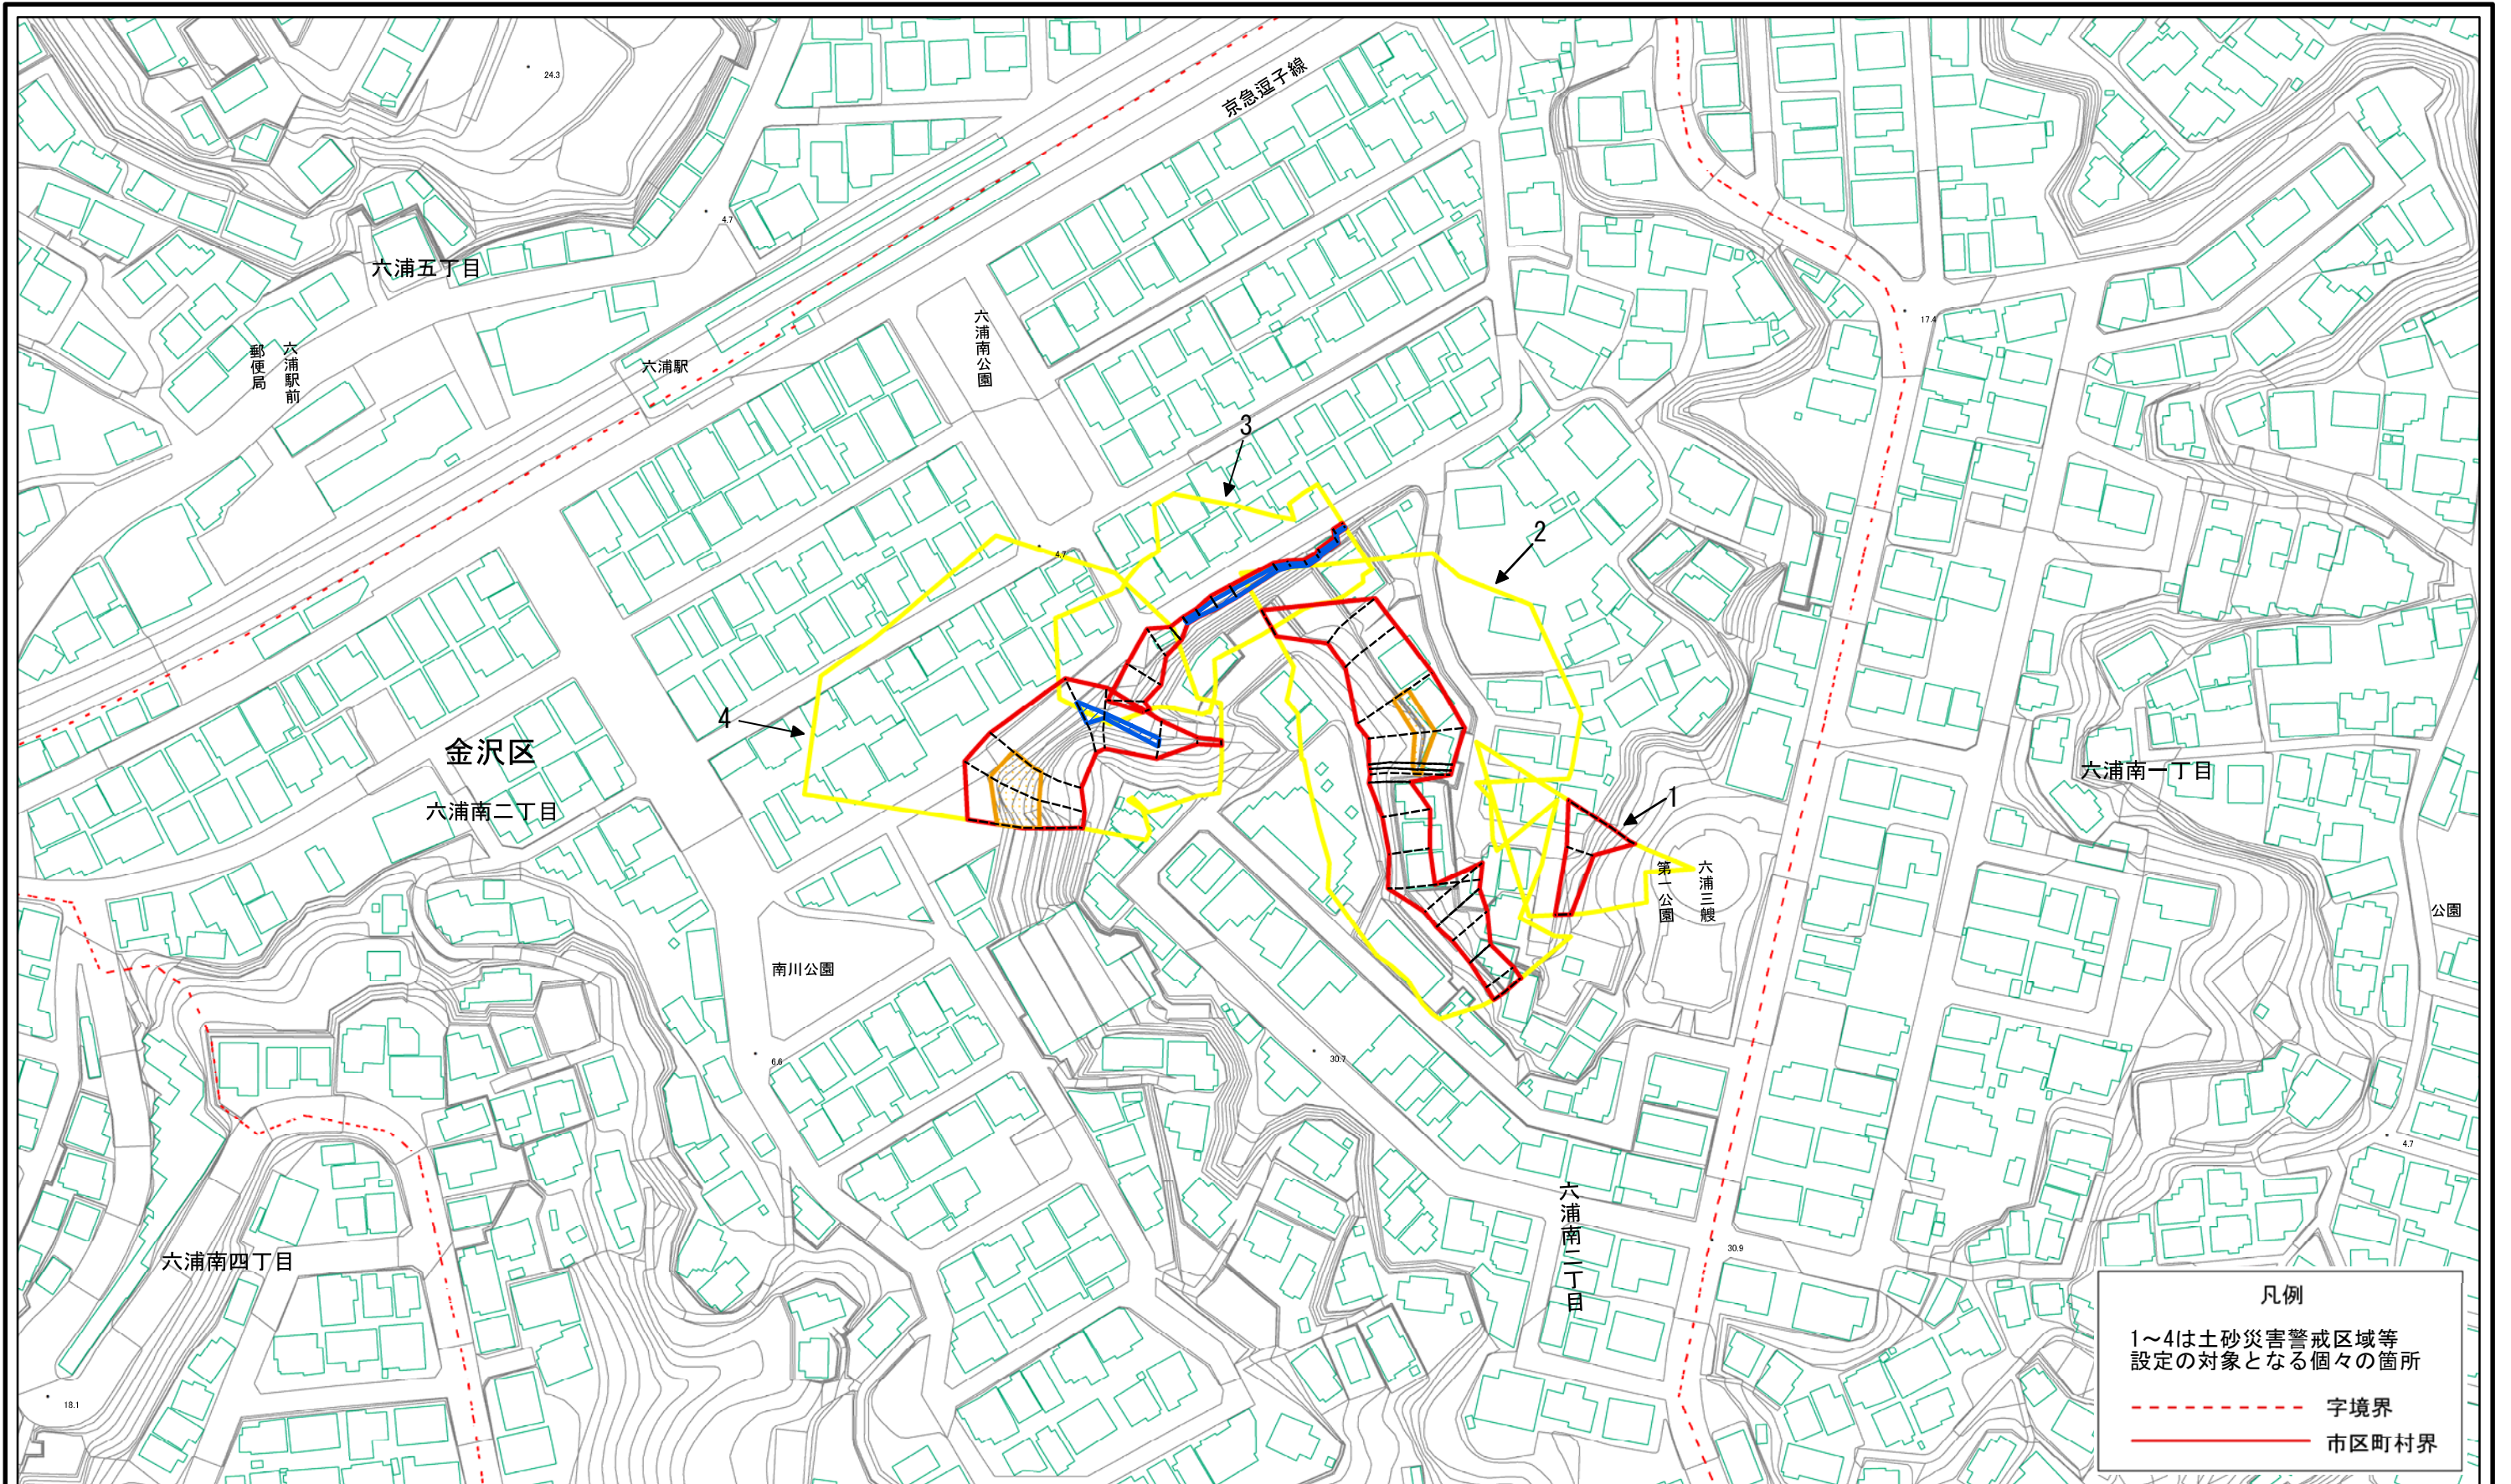 24.3
京急逗子線
4.7
六浦五丁目
17.4
六浦南公園
郵便局
六浦駅前
六浦駅
3
2
4.7
4
金沢区
六浦南二丁目
六浦南一丁目
1
第一公園
六浦三艘
公園
南川公園
6.6
30.7
4.7
六浦南二丁目
30.9
六浦南四丁目
18.1
凡例
1～4は土砂災害警戒区域等
設定の対象となる個々の箇所
字境界
市区町村界